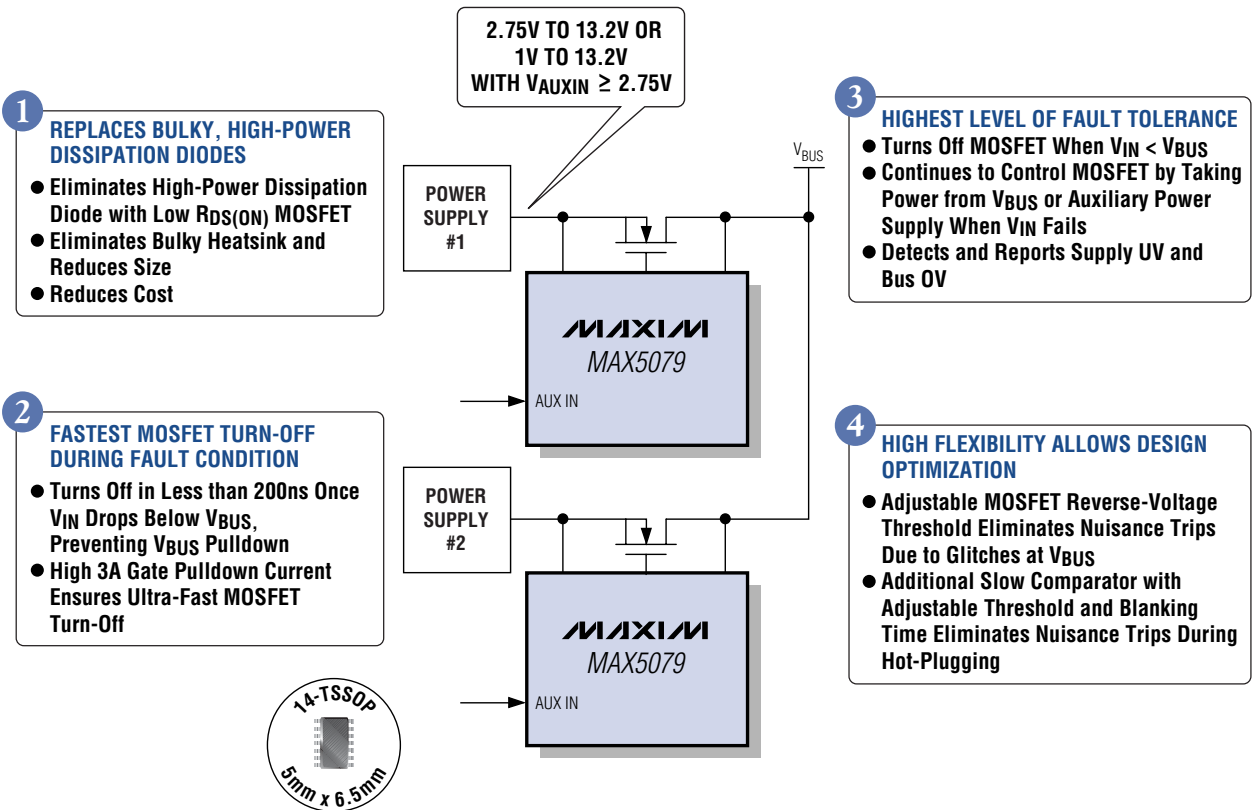 2.75V TO 13.2V OR
1V TO 13.2V
WITH VAUXIN ≥ 2.75V
1
REPLACES BULKY, HIGH-POWER
DISSIPATION DIODES
● Eliminates High-Power Dissipation
Diode with Low RDS(ON) MOSFET
● Eliminates Bulky Heatsink and
Reduces Size
● Reduces Cost
2
FASTEST MOSFET TURN-OFF
DURING FAULT CONDITION
● Turns Off in Less than 200ns Once
VIN Drops Below VBUS,
Preventing VBUS Pulldown
● High 3A Gate Pulldown Current
Ensures Ultra-Fast MOSFET
Turn-Off
14-TSSOP
5mm x 6.5mm
POWER
SUPPLY
#1
VBUS
MAXIM
MAX5079
AUX IN
POWER
SUPPLY
#2
MAXIM
MAX5079
AUX IN
3
HIGHEST LEVEL OF FAULT TOLERANCE
● Turns Off MOSFET When VIN < VBUS
● Continues to Control MOSFET by Taking
Power from VBUS or Auxiliary Power
Supply When VIN Fails
● Detects and Reports Supply UV and
Bus OV
4
HIGH FLEXIBILITY ALLOWS DESIGN
OPTIMIZATION
● Adjustable MOSFET Reverse-Voltage
Threshold Eliminates Nuisance Trips
Due to Glitches at VBUS
● Additional Slow Comparator with
Adjustable Threshold and Blanking
Time Eliminates Nuisance Trips During
Hot-Plugging